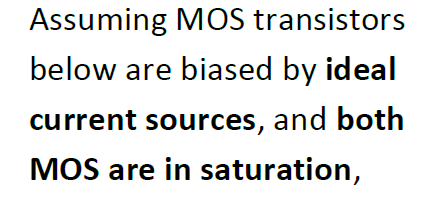 Assuming MOS transistors
below are biased by ideal
current sources, and both
MOS are in saturation,